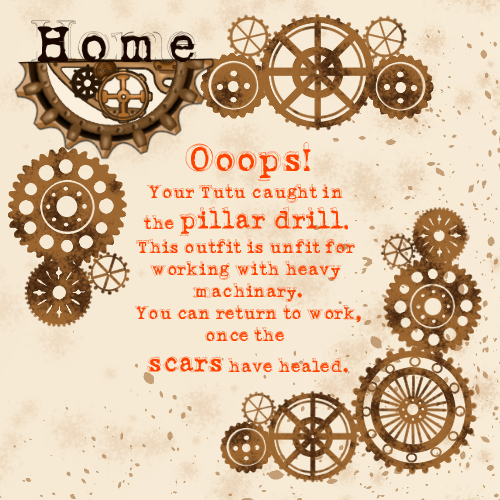 Home
Ooops!
Your Tutu caught in
the pillar drill.
This outfit is unfit for
working with heavy
machinary.
You can return to work,
once the
scars have healed.